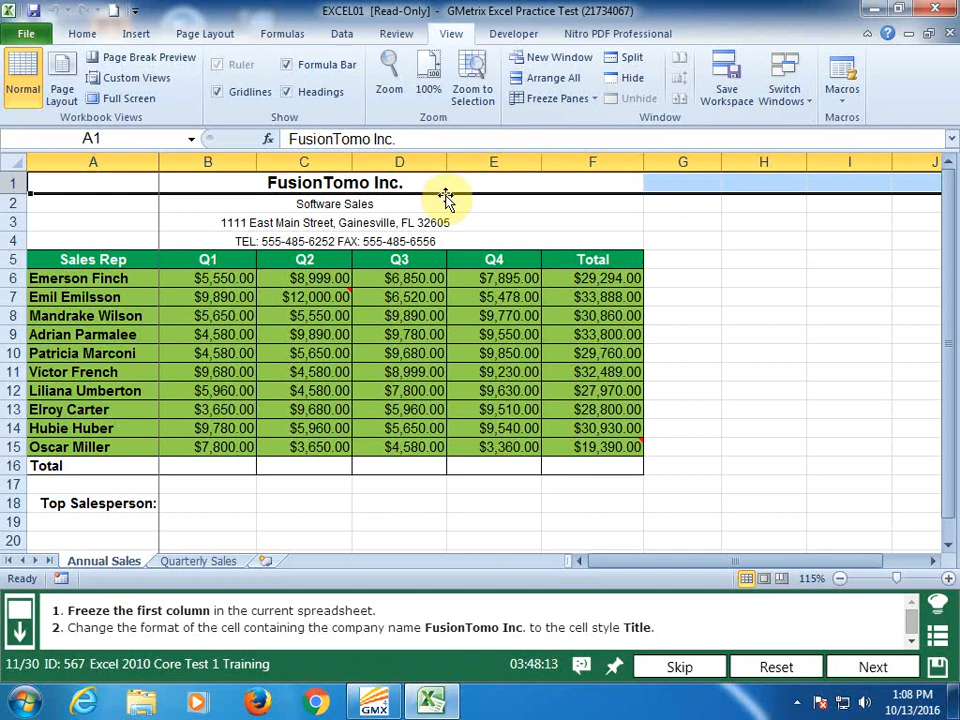 EXCEL01 [Read-Only] - GMetrix Excel Practice Test (21734067)
File Home Insert Page Layout Formulas Data Review View Developer Nitro PDF Professional
Normal
Page Layout
Page Break Preview
Custom Views
Full Screen
Workbook Views
Ruler
Formula Bar
Gridlines
Headings
Show
Zoom
100%
Zoom to Selection
Zoom
New Window
Arrange All
Freeze Panes
Split
Hide
Unhide
Save Workspace
Switch Windows
Window
Macros
Macros
A1 fx FusionTomo Inc.
A B C D E F G H I J
1 FusionTomo Inc.
2 Software Sales
3 1111 East Main Street, Gainesville, FL 32605
4 TEL: 555-485-6252 FAX: 555-485-6556
5 Sales Rep Q1 Q2 Q3 Q4 Total
6 Emerson Finch $5,550.00 $8,999.00 $6,850.00 $7,895.00 $29,294.00
7 Emil Emilsson $9,890.00 $12,000.00 $6,520.00 $5,478.00 $33,888.00
8 Mandrake Wilson $5,650.00 $5,550.00 $9,890.00 $9,770.00 $30,860.00
9 Adrian Parmalee $4,580.00 $9,890.00 $9,780.00 $9,550.00 $33,800.00
10 Patricia Marconi $4,580.00 $5,650.00 $9,680.00 $9,850.00 $29,760.00
11 Victor French $9,680.00 $4,580.00 $8,999.00 $9,230.00 $32,489.00
12 Liliana Umberton $5,960.00 $4,580.00 $7,800.00 $9,630.00 $27,970.00
13 Elroy Carter $3,650.00 $9,680.00 $5,960.00 $9,510.00 $28,800.00
14 Hubie Huber $9,780.00 $5,960.00 $5,650.00 $9,540.00 $30,930.00
15 Oscar Miller $7,800.00 $3,650.00 $4,580.00 $3,360.00 $19,390.00
16 Total
17
18 Top Salesperson:
19
20
Annual Sales Quarterly Sales
Ready 115%
1. Freeze the first column in the current spreadsheet.
2. Change the format of the cell containing the company name FusionTomo Inc. to the cell style Title.
11/30 ID: 567 Excel 2010 Core Test 1 Training 03:48:13 Skip Reset Next
GMX
1:08 PM
10/13/2016